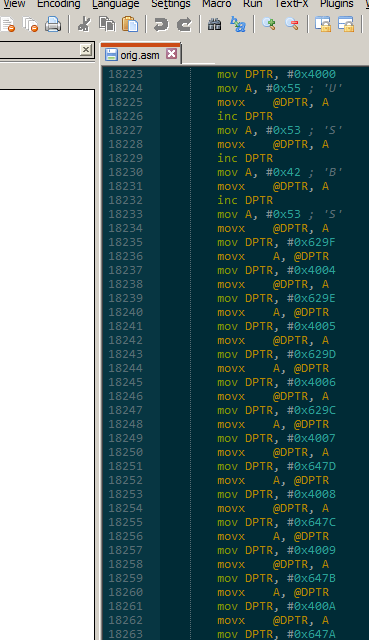 View Encoding Language Settings Macro Run TextFX Plugins
orig.asm
18223 mov DPTR, #0x4000
18224 mov A, #0x55 ; 'U'
18225 movx @DPTR, A
18226 inc DPTR
18227 mov A, #0x53 ; 'S'
18228 movx @DPTR, A
18229 inc DPTR
18230 mov A, #0x42 ; 'B'
18231 movx @DPTR, A
18232 inc DPTR
18233 mov A, #0x53 ; 'S'
18234 movx @DPTR, A
18235 mov DPTR, #0x629F
18236 movx A, @DPTR
18237 mov DPTR, #0x4004
18238 movx @DPTR, A
18239 mov DPTR, #0x629E
18240 movx A, @DPTR
18241 mov DPTR, #0x4005
18242 movx @DPTR, A
18243 mov DPTR, #0x629D
18244 movx A, @DPTR
18245 mov DPTR, #0x4006
18246 movx @DPTR, A
18247 mov DPTR, #0x629C
18248 movx A, @DPTR
18249 mov DPTR, #0x4007
18250 movx @DPTR, A
18251 mov DPTR, #0x647D
18252 movx A, @DPTR
18253 mov DPTR, #0x4008
18254 movx @DPTR, A
18255 mov DPTR, #0x647C
18256 movx A, @DPTR
18257 mov DPTR, #0x4009
18258 movx @DPTR, A
18259 mov DPTR, #0x647B
18260 movx A, @DPTR
18261 mov DPTR, #0x400A
18262 movx @DPTR, A
18263 mov DPTR, #0x647A